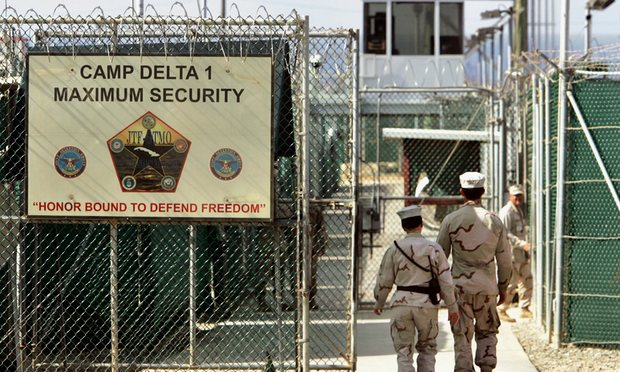 CAMP DELTA 1
MAXIMUM SECURITY
JTF GTMO
"HONOR BOUND TO DEFEND FREEDOM"